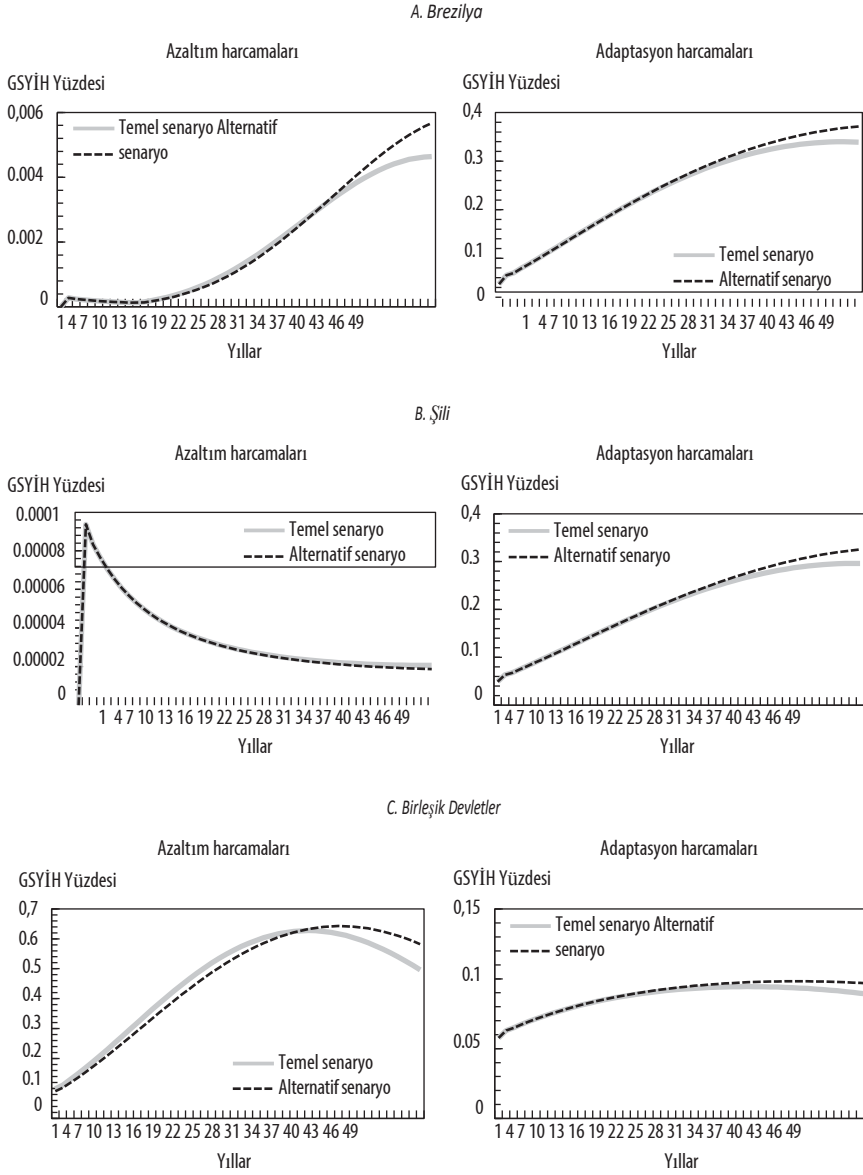 A. Brezilya
Azaltım harcamaları
GSYİH Yüzdesi
0,006
0.004
0.002
0
Temel senaryo Alternatif
senaryo
1 4 7 10 13 16 19 22 25 28 31 34 37 40 43 46 49
Yıllar
Adaptasyon harcamaları
GSYİH Yüzdesi
0,4
0.3
0.2
0.1
0
Temel senaryo
Alternatif senaryo
1 4 7 10 13 16 19 22 25 28 31 34 37 40 43 46 49
Yıllar
B. Şili
Azaltım harcamaları
GSYİH Yüzdesi
0.0001
0.00008
0.00006
0.00004
0.00002
0
Temel senaryo
Alternatif senaryo
1 4 7 10 13 16 19 22 25 28 31 34 37 40 43 46 49
Yıllar
Adaptasyon harcamaları
GSYİH Yüzdesi
0,4
0.3
0.2
0.1
0
Temel senaryo
Alternatif senaryo
1 4 7 10 13 16 19 22 25 28 31 34 37 40 43 46 49
Yıllar
C. Birleşik Devletler
Azaltım harcamaları
GSYİH Yüzdesi
0,7
0.6
0.5
0.4
0.3
0.2
0.1
0
Temel senaryo
Alternatif senaryo
1 4 7 10 13 16 19 22 25 28 31 34 37 40 43 46 49
Yıllar
Adaptasyon harcamaları
GSYİH Yüzdesi
0,15
0.1
0.05
0
Temel senaryo Alternatif
senaryo
1 4 7 10 13 16 19 22 25 28 31 34 37 40 43 46 49
Yıllar